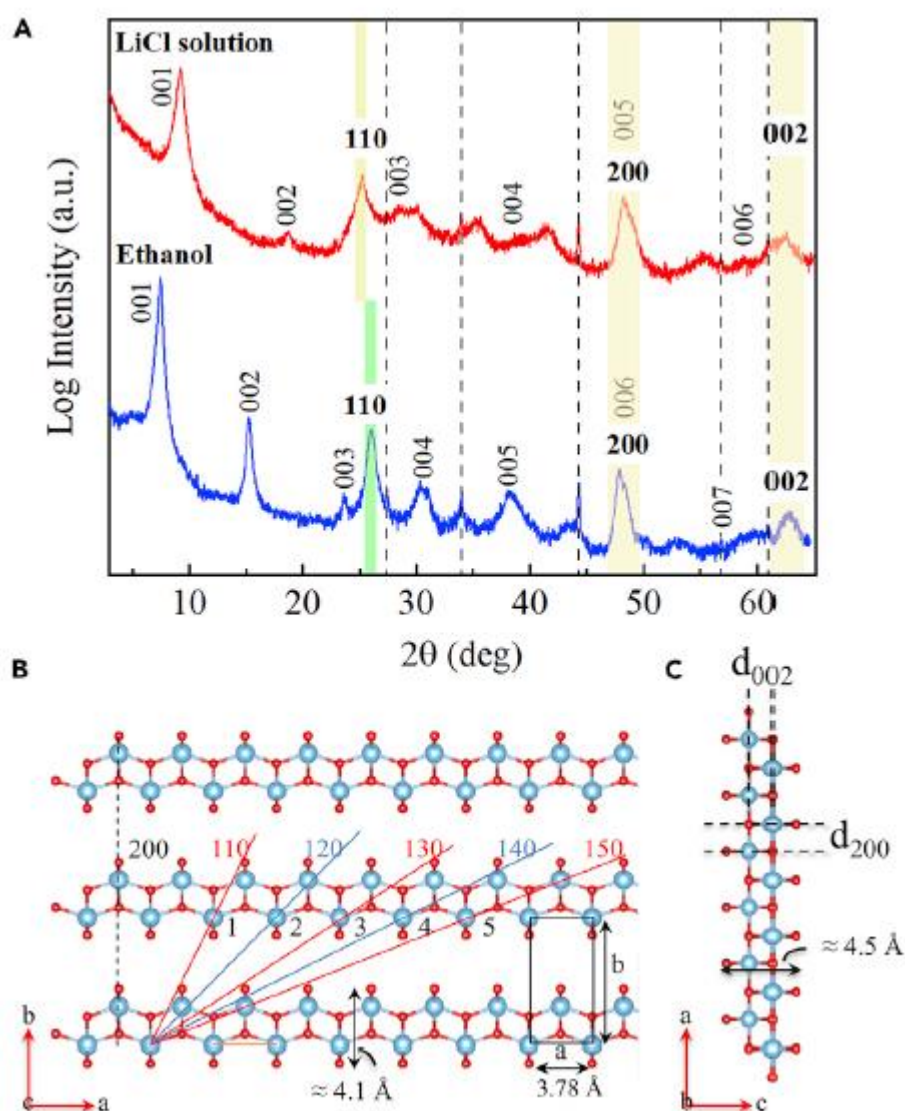 A
LiCl solution
001
002
110
003
004
005
200
006
002
Ethanol
001
002
003
110
004
005
006
200
007
002
Log Intensity (a.u.)
10 20 30 40 50 60
2θ (deg)
B
200 110 120 130 140 150
1 2 3 4 5
b
a
3.78 Å
≈ 4.1 Å
b
c
a
C
d002
d200
≈ 4.5 Å
a
b
c